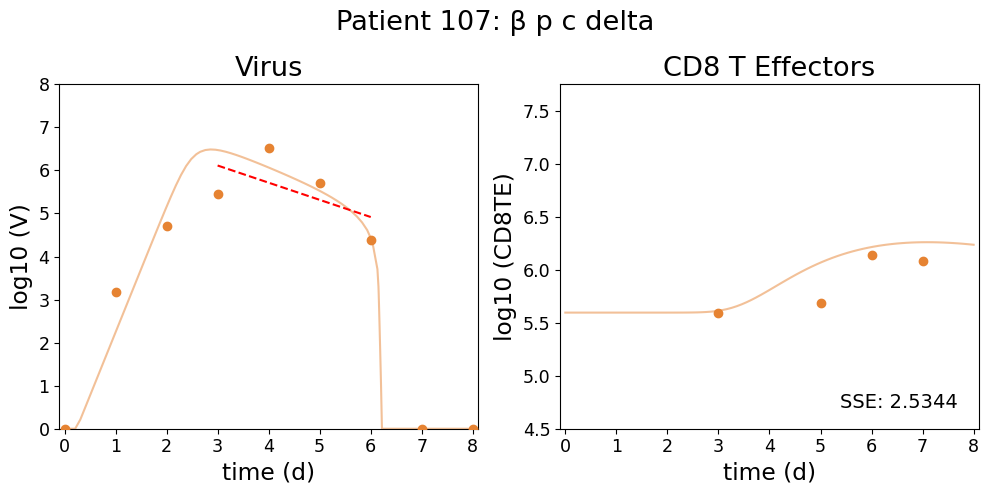 Patient 107: β p c delta
Virus
log10 (V)
8
7
6
5
4
3
2
1
0
0 1 2 3 4 5 6 7 8
time (d)
CD8 T Effectors
log10 (CD8TE)
7.5
7.0
6.5
6.0
5.5
5.0
4.5
SSE: 2.5344
0 1 2 3 4 5 6 7 8
time (d)